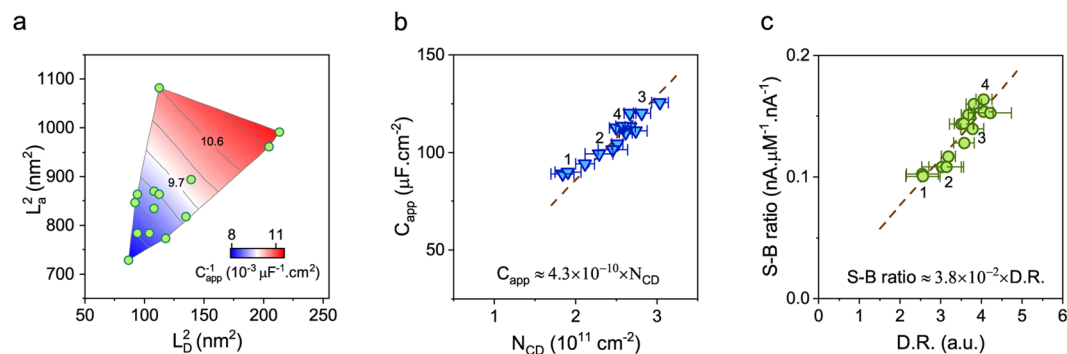 a
b
c
1100
1000
900
800
700
L²ₐ (nm²)
10.6
9.7
8 11
C⁻¹ₐₚₚ (10⁻³ μF⁻¹.cm²)
50 100 150 200 250
L²_D (nm²)
150
100
50
Cₐₚₚ (μF.cm⁻²)
1
2
4
3
Cₐₚₚ ≈ 4.3×10⁻¹⁰×N_CD
1 2 3
N_CD (10¹¹ cm⁻²)
0.2
0.1
0.0
S-B ratio (nA.μM⁻¹.nA⁻¹)
4
3
2
1
S-B ratio ≈ 3.8×10⁻²×D.R.
0 1 2 3 4 5 6
D.R. (a.u.)